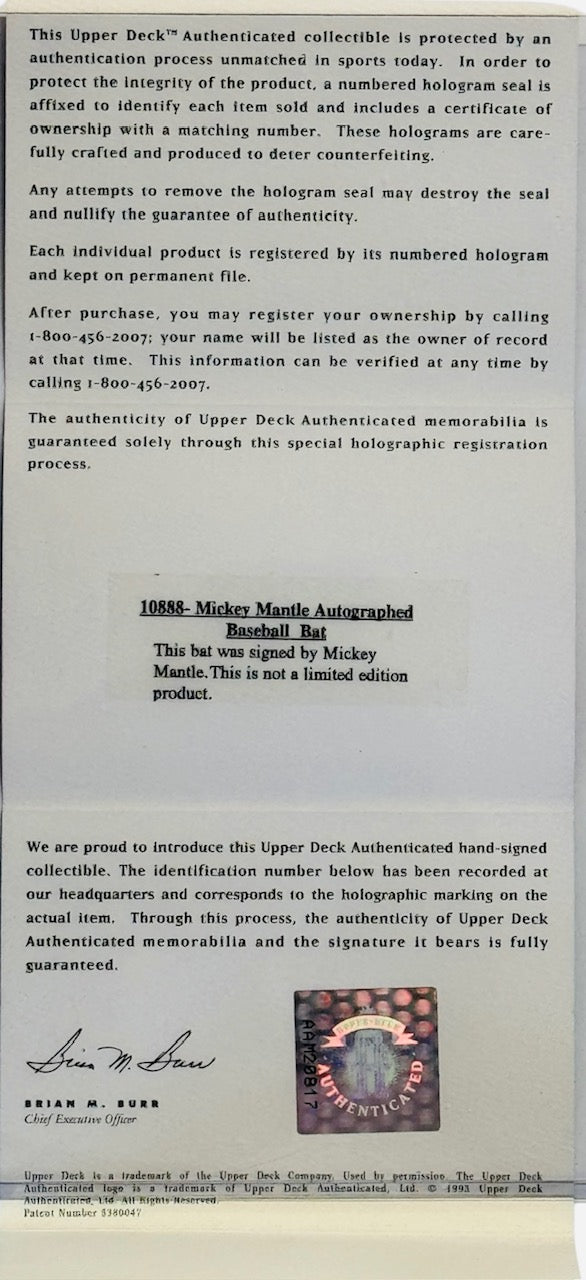 This Upper Deck™ Authenticated collectible is protected by an
authentication process unmatched in sports today. In order to
protect the integrity of the product, a numbered hologram seal is
affixed to identify each item sold and includes a certificate of
ownership with a matching number. These holograms are care-
fully crafted and produced to deter counterfeiting.
Any attempts to remove the hologram seal may destroy the seal
and nullify the guarantee of authenticity.
Each individual product is registered by its numbered hologram
and kept on permanent file.
After purchase, you may register your ownership by calling
1-800-456-2007; your name will be listed as the owner of record
at that time. This information can be verified at any time by
calling 1-800-456-2007.
The authenticity of Upper Deck Authenticated memorabilia is
guaranteed solely through this special holographic registration
process.
10888- Mickey Mantle Autographed
Baseball Bat
This bat was signed by Mickey
Mantle.This is not a limited edition
product.
We are proud to introduce this Upper Deck Authenticated hand-signed
collectible. The identification number below has been recorded at
our headquarters and corresponds to the holographic marking on the
actual item. Through this process, the authenticity of Upper Deck
Authenticated memorabilia and the signature it bears is fully
guaranteed.
Brian M. Burr
BRIAN M. BURR
Chief Executive Officer
UPPER DECK
AUTHENTICATED
AAM20817
Upper Deck is a trademark of the Upper Deck Company. Used by permission. The Upper Deck
Authenticated logo is a trademark of Upper Deck Authenticated, Ltd. © 1993 Upper Deck
Authenticated, Ltd. All Rights Reserved.
Patent Number 5380047